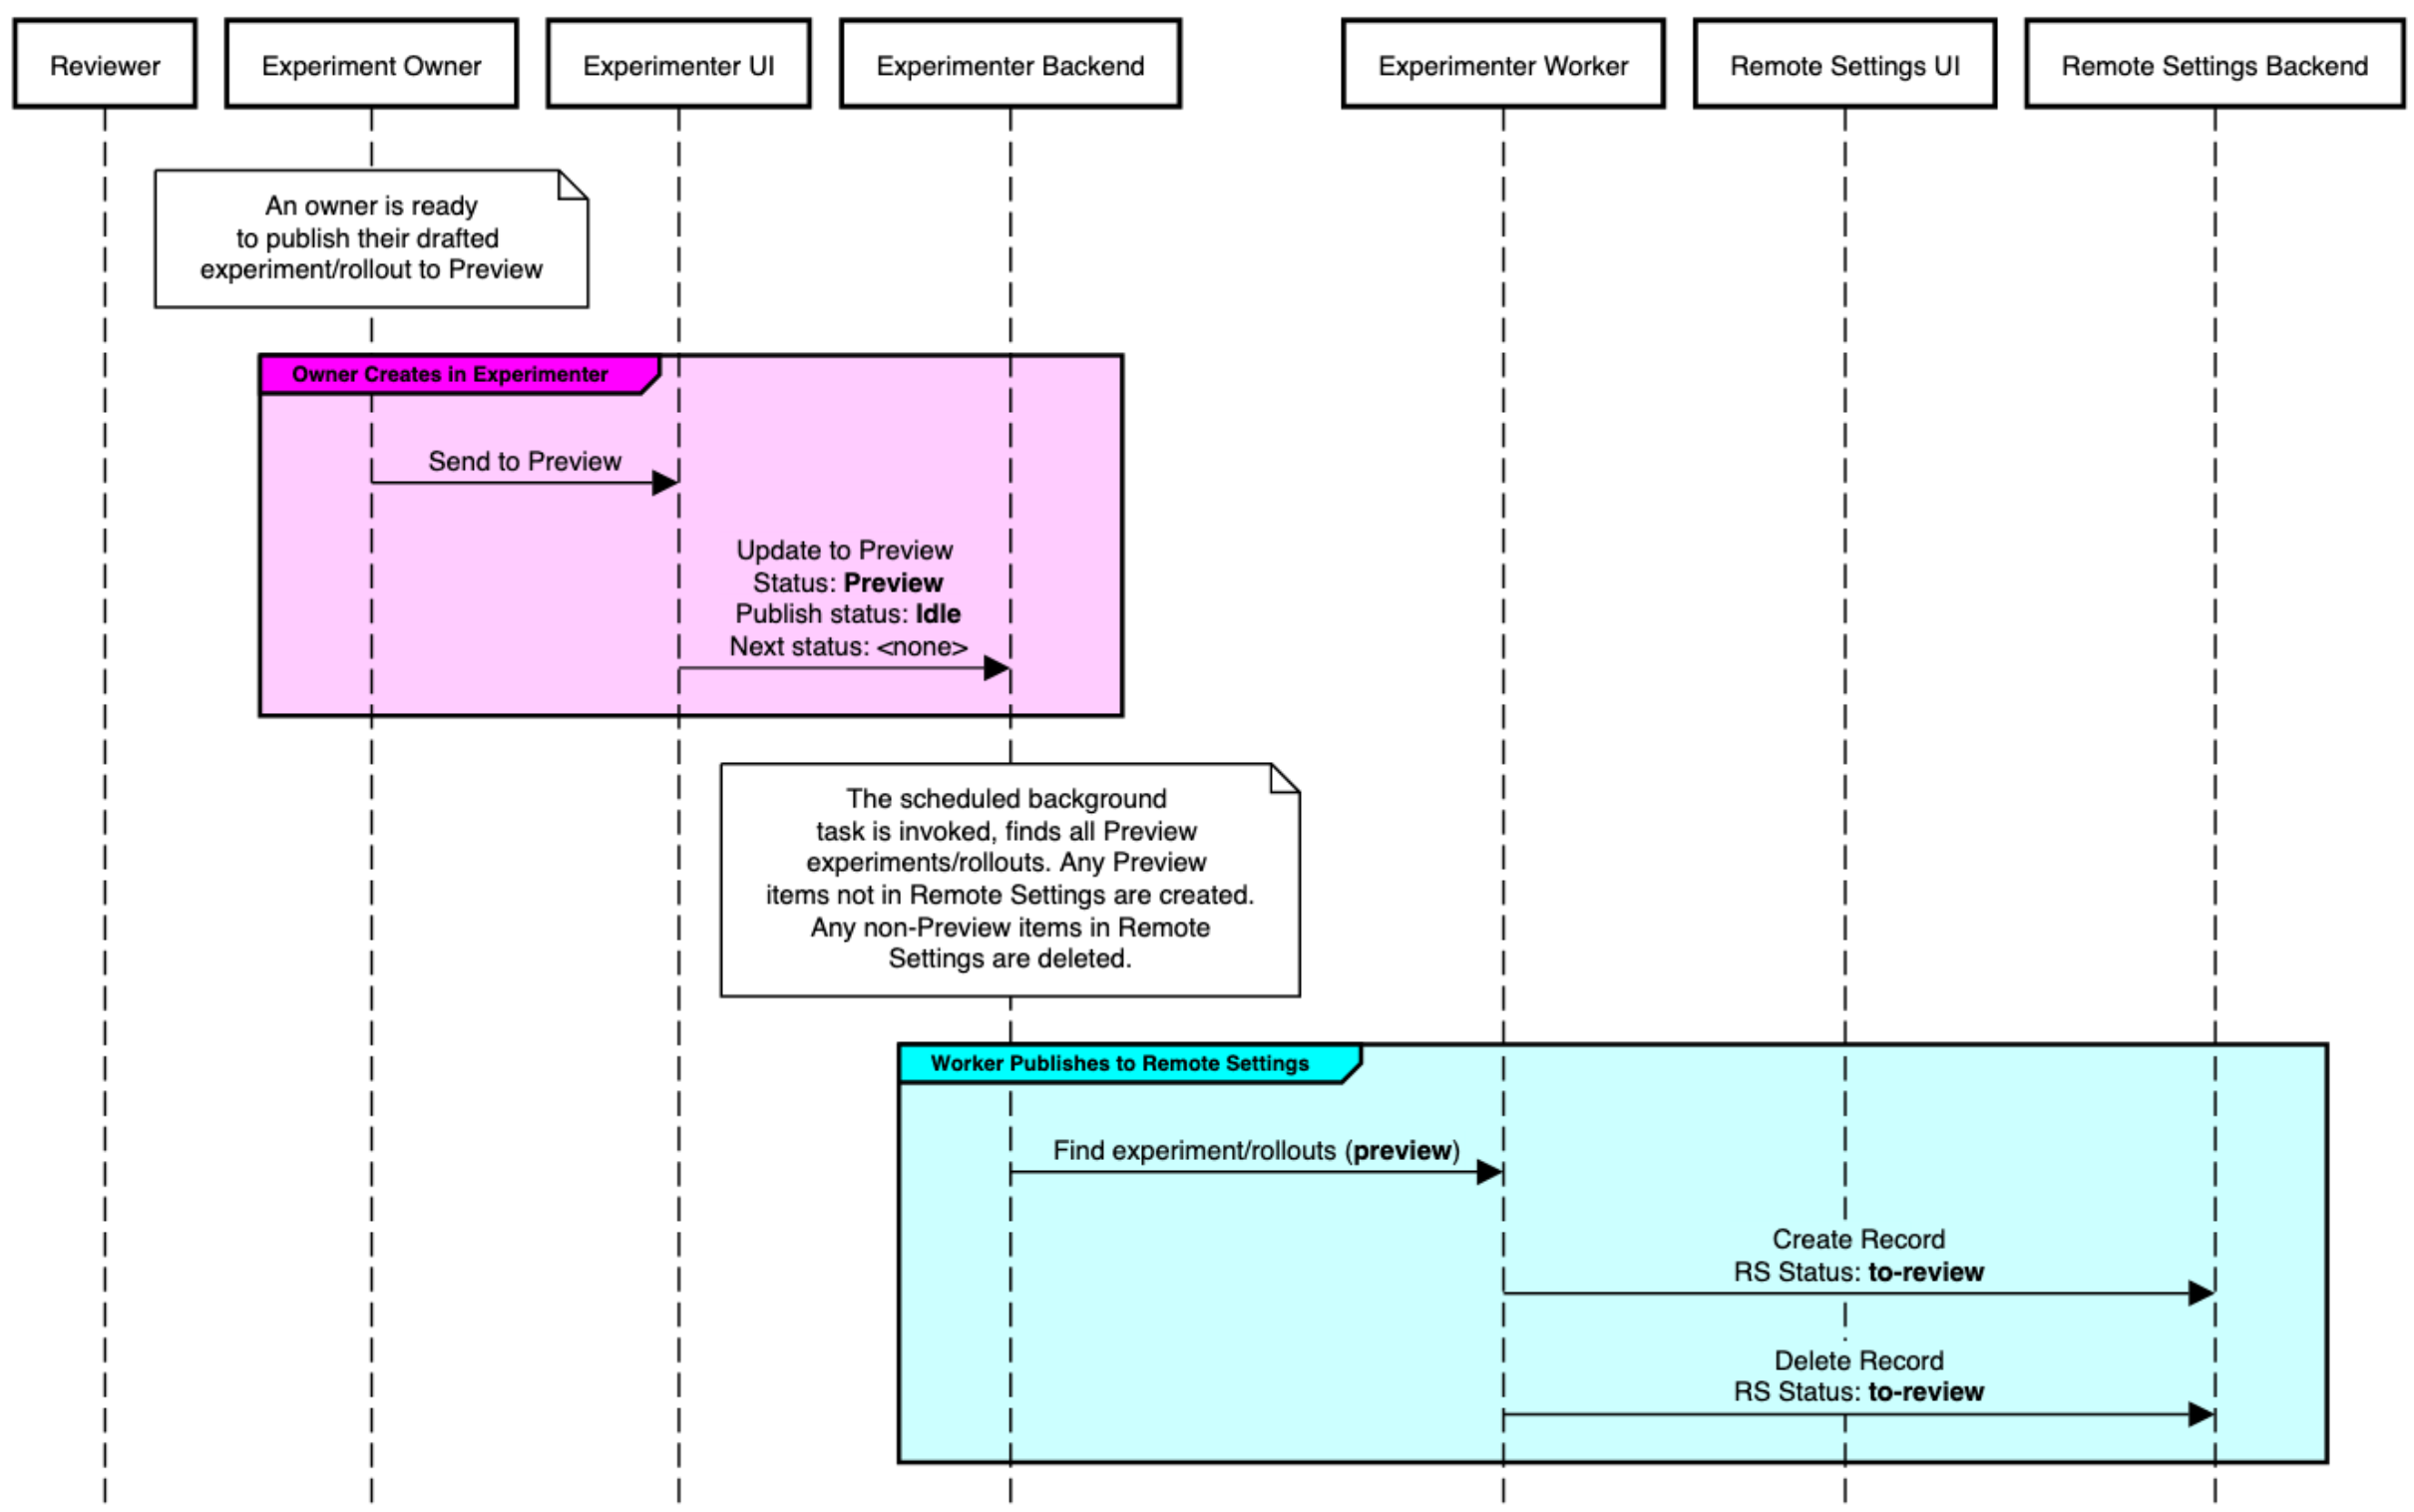 Reviewer
Experiment Owner
Experimenter UI
Experimenter Backend
Experimenter Worker
Remote Settings UI
Remote Settings Backend
An owner is ready
to publish their drafted
experiment/rollout to Preview
Owner Creates in Experimenter
Send to Preview
Update to Preview
Status: Preview
Publish status: Idle
Next status: <none>
The scheduled background
task is invoked, finds all Preview
experiments/rollouts. Any Preview
items not in Remote Settings are created.
Any non-Preview items in Remote
Settings are deleted.
Worker Publishes to Remote Settings
Find experiment/rollouts (preview)
Create Record
RS Status: to-review
Delete Record
RS Status: to-review